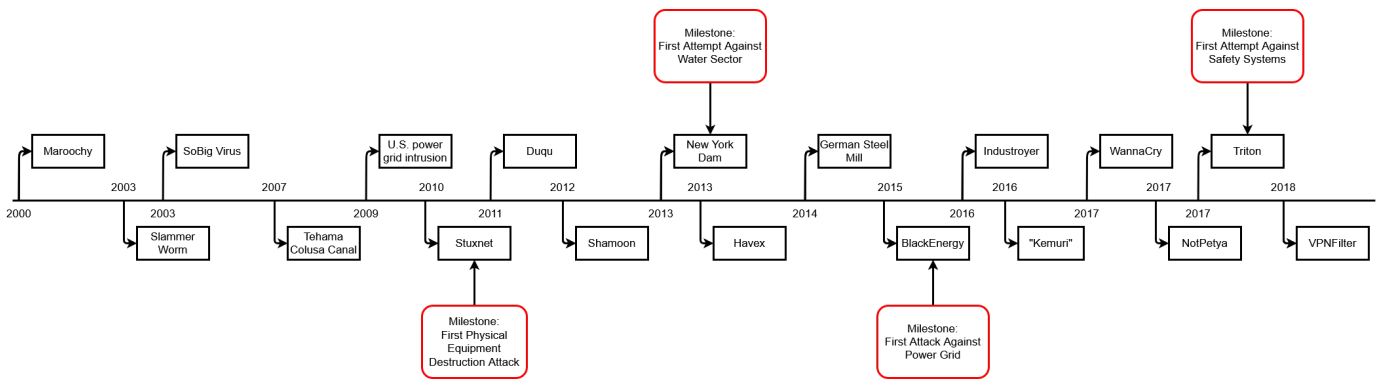 Milestone:
First Attempt Against
Water Sector
Milestone:
First Attempt Against
Safety Systems
Maroochy
SoBig Virus
U.S. power
grid intrusion
Duqu
New York
Dam
German Steel
Mill
Industroyer
WannaCry
Triton
2003
2007
2010
2012
2013
2015
2016
2017
2018
2000
2003
2009
2011
2013
2014
2016
2017
2017
Slammer
Worm
Tehama
Colusa Canal
Stuxnet
Shamoon
Havex
BlackEnergy
"Kemuri"
NotPetya
VPNFilter
Milestone:
First Physical
Equipment
Destruction Attack
Milestone:
First Attack Against
Power Grid